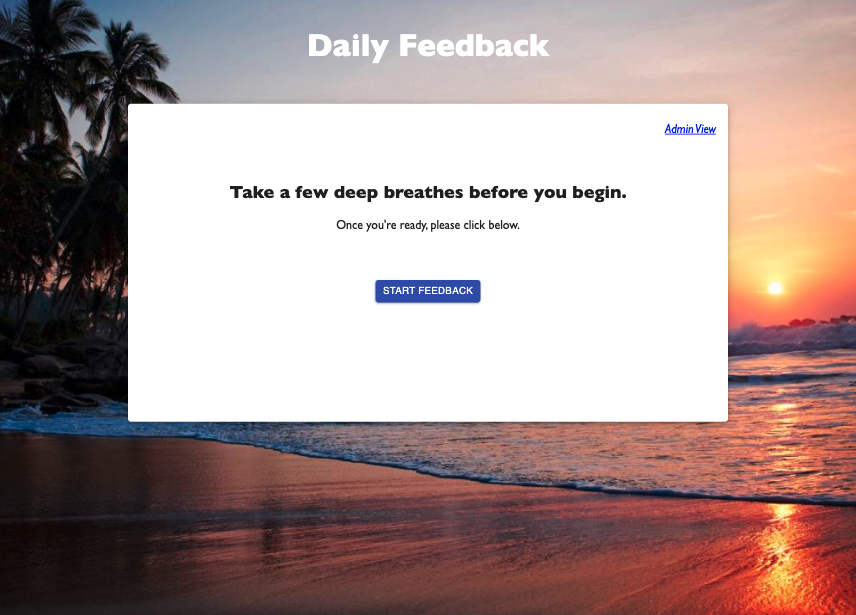 Daily Feedback
Admin View
Take a few deep breathes before you begin.
Once you're ready, please click below.
START FEEDBACK